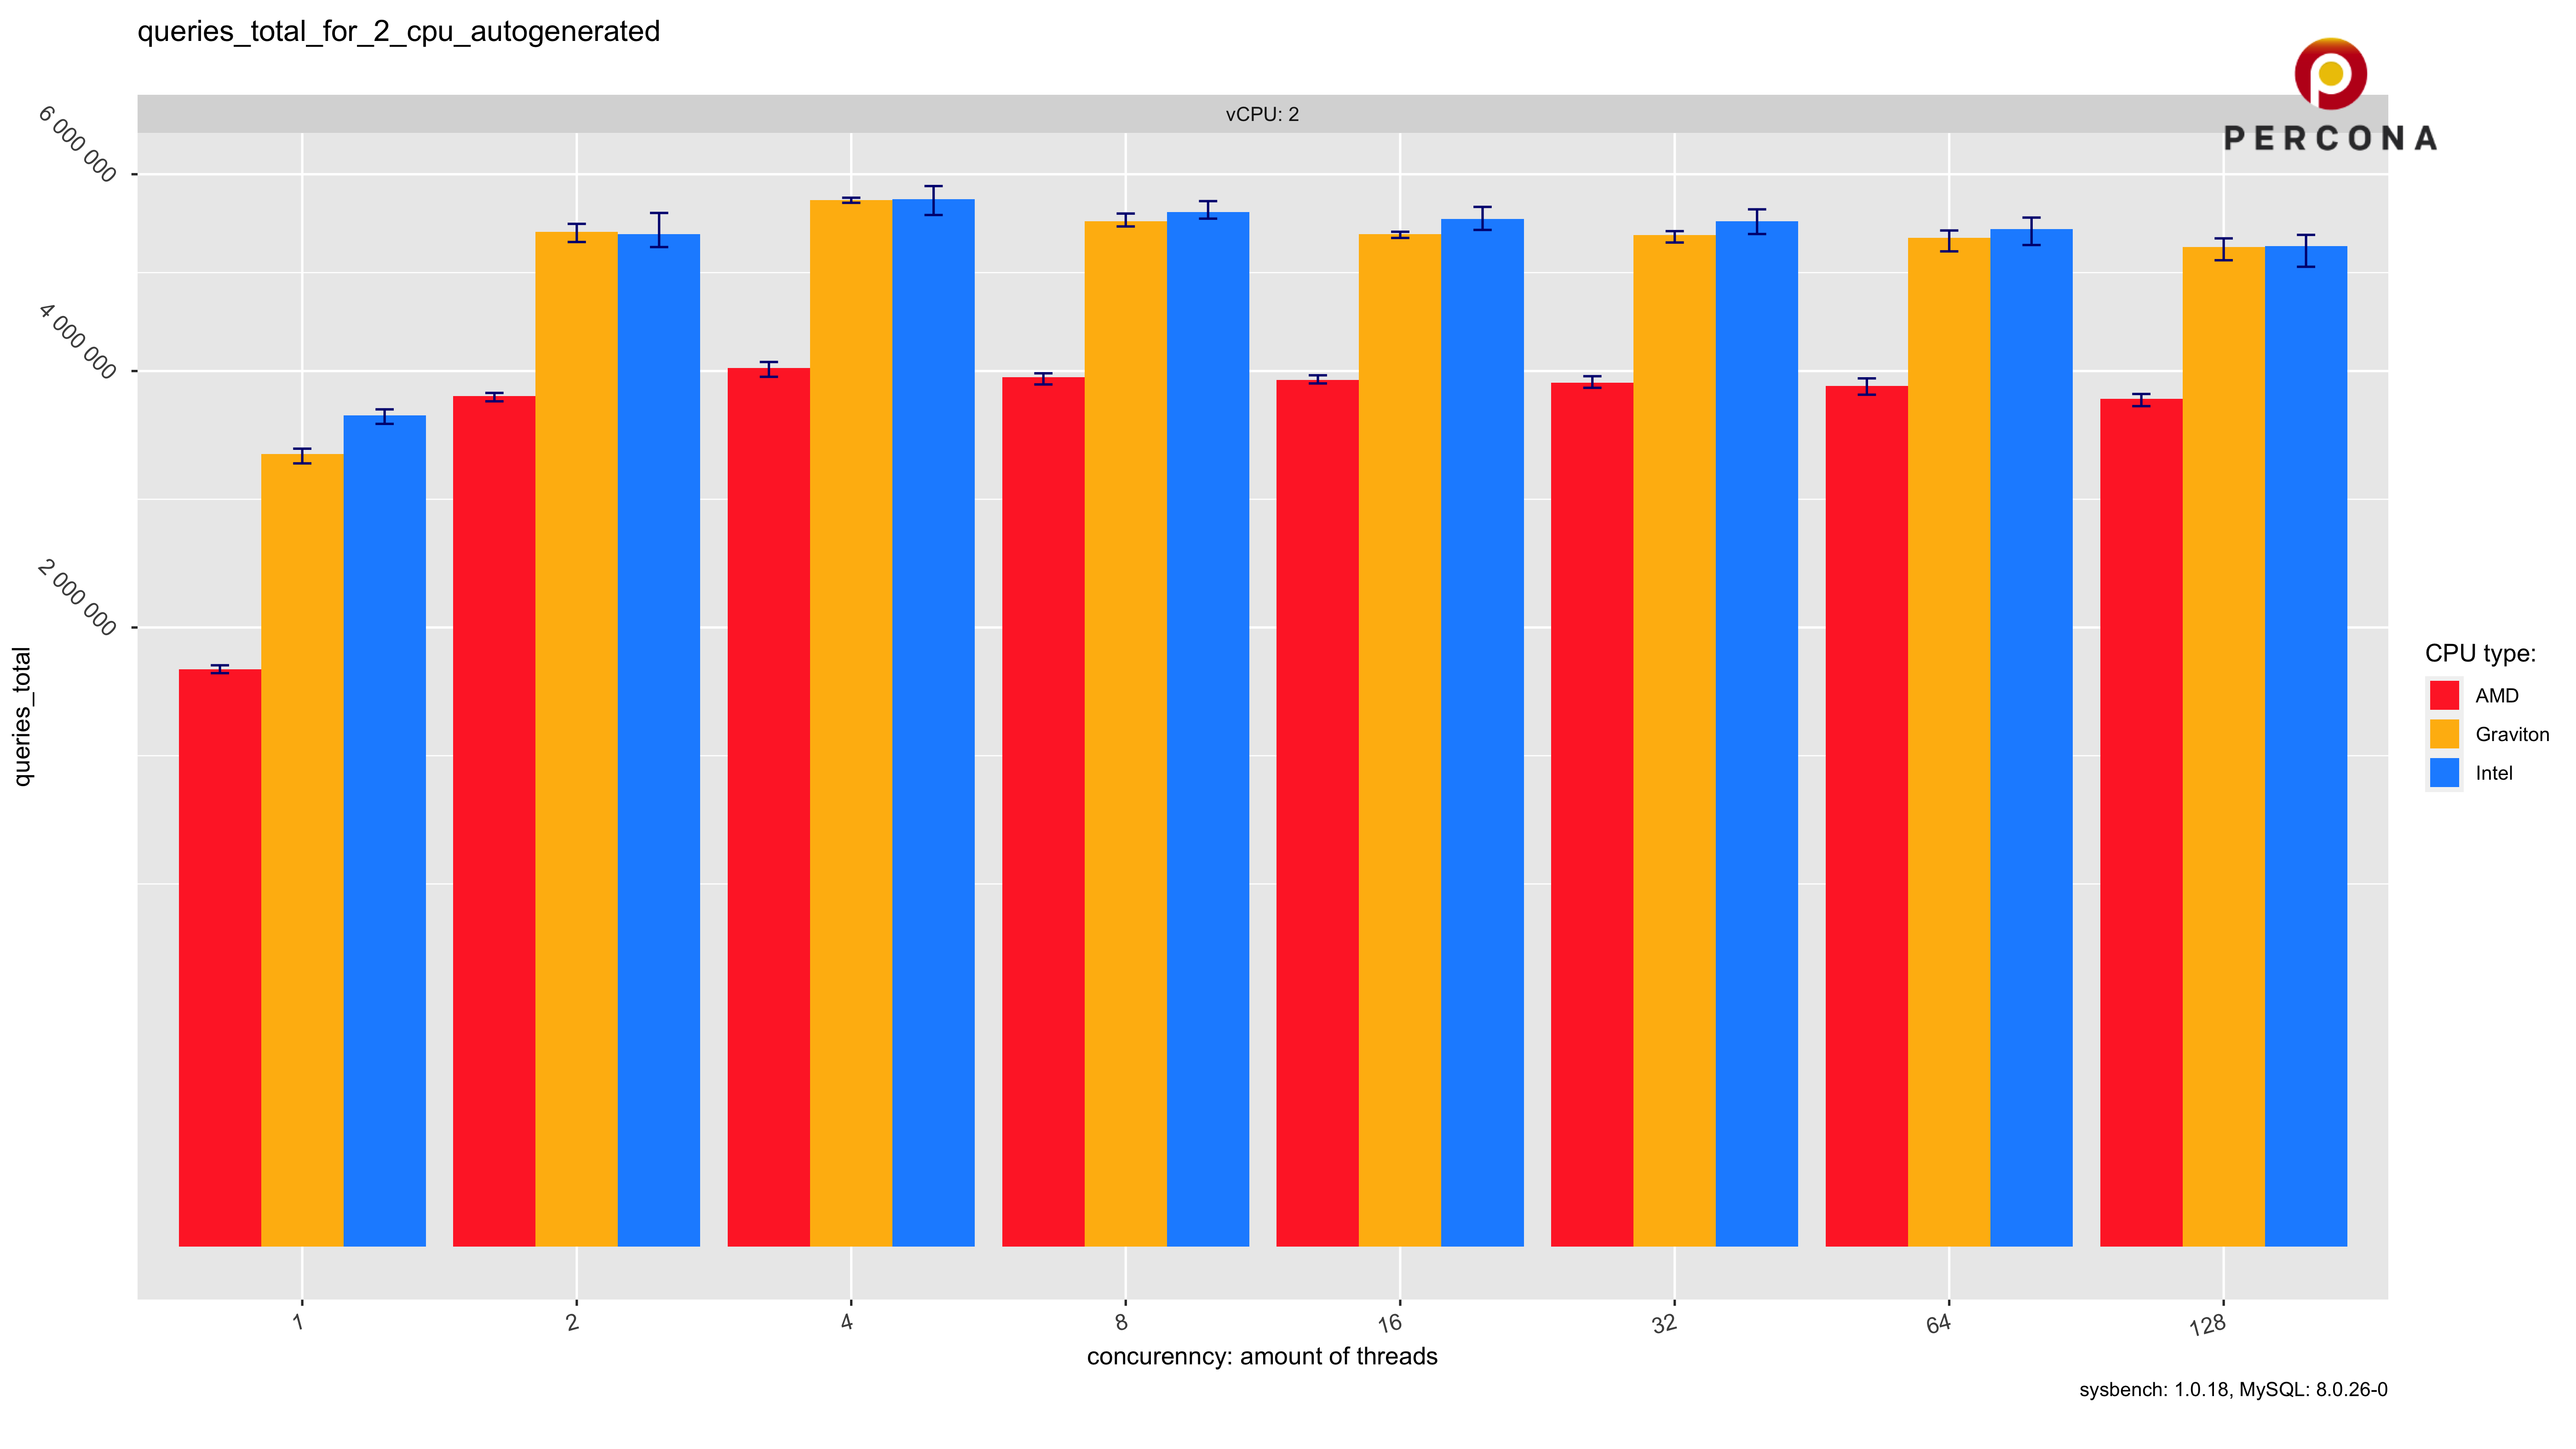 queries_total_for_2_cpu_autogenerated
PERCONA
vCPU: 2
6 000 000
4 000 000
2 000 000
queries_total
CPU type:
AMD
Graviton
Intel
1 2 4 8 16 32 64 128
concurenncy: amount of threads
sysbench: 1.0.18, MySQL: 8.0.26-0